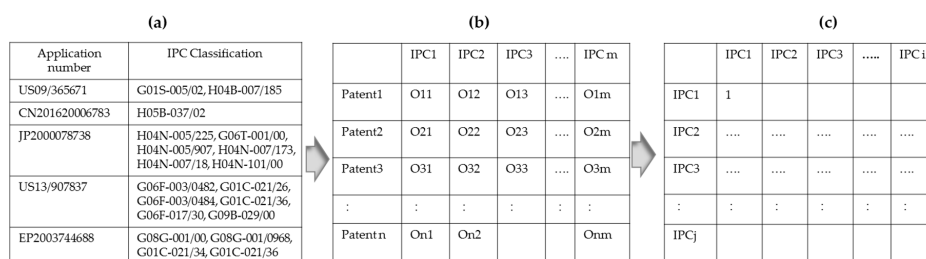 (a)
Application number IPC Classification
US09/365671 G01S-005/02, H04B-007/185
CN201620006783 H05B-037/02
JP2000078738 H04N-005/225, G06T-001/00,
H04N-005/907, H04N-007/173,
H04N-007/18, H04N-101/00
US13/907837 G06F-003/0482, G01C-021/26,
G06F-003/0484, G01C-021/36,
G06F-017/30, G09B-029/00
EP2003744688 G08G-001/00, G08G-001/0968,
G01C-021/34, G01C-021/36
(b)
IPC1 IPC2 IPC3 .... IPC m
Patent1 O11 O12 O13 .... O1m
Patent2 O21 O22 O23 .... O2m
Patent3 O31 O32 O33 .... O3m
: : : : : :
Patent n On1 On2 Onm
(c)
IPC1 IPC2 IPC3 ..... IPC i
IPC1 1
IPC2 .... .... .... .... ....
IPC3 .... .... .... .... ....
: : : : : :
IPCj